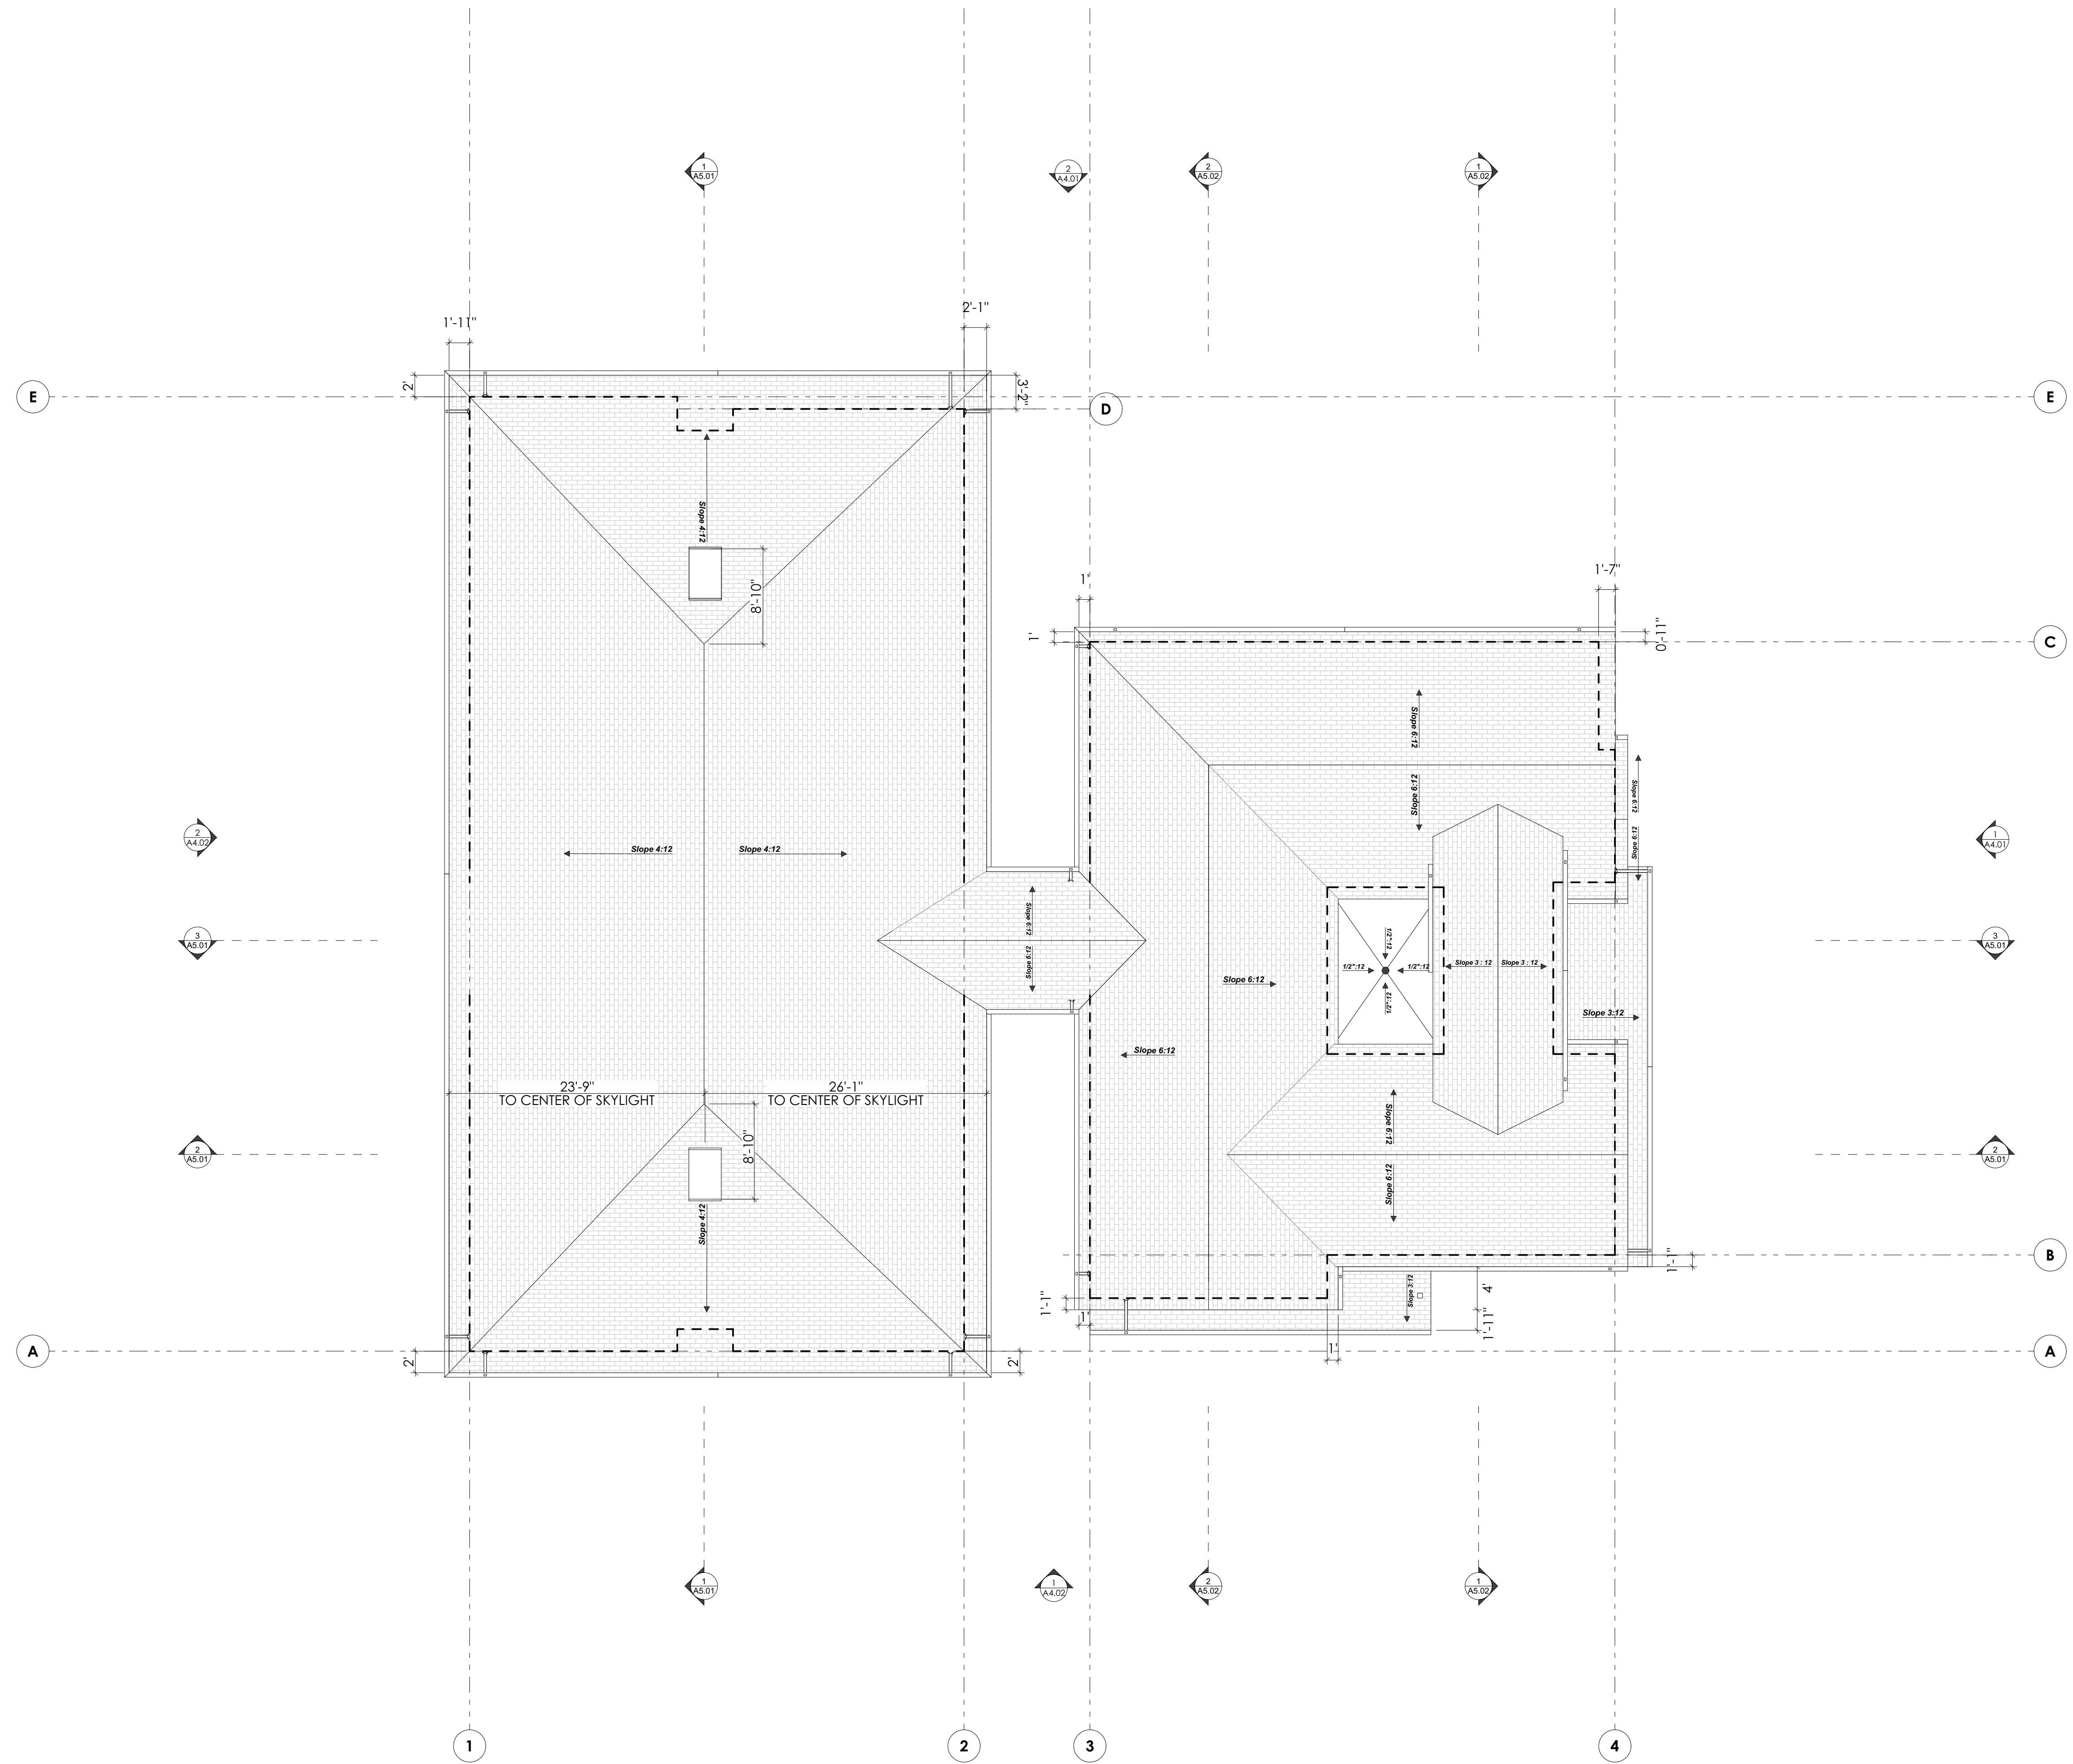 1
A5.01
2
A4.01
2
A5.02
1
A5.02
2'-1"
1'-11"
2'
3'-2"
E
D
E
Slope 4:12
8'-10"
1'-7"
1'
1'
0'-11"
C
Slope 6:12
Slope 6:12
Slope 6:12
Slope 6:12
2
A4.02
1
A4.01
Slope 4:12
Slope 4:12
Slope 6:12
Slope 6:12
3
A5.01
3
A5.01
1/2":12
1/2":12
1/2":12
1/2":12
Slope 3 : 12
Slope 3 : 12
Slope 6:12
Slope 3:12
Slope 6:12
23'-9"
TO CENTER OF SKYLIGHT
26'-1"
TO CENTER OF SKYLIGHT
8'-10"
Slope 6:12
Slope 6:12
2
A5.01
2
A5.01
Slope 4:12
B
1'-1"
Slope 3:12
4'
1'-11"
1'-1"
1'
1'
A
2'
2'
A
1
A5.01
1
A4.02
2
A5.02
1
A5.02
1
2
3
4